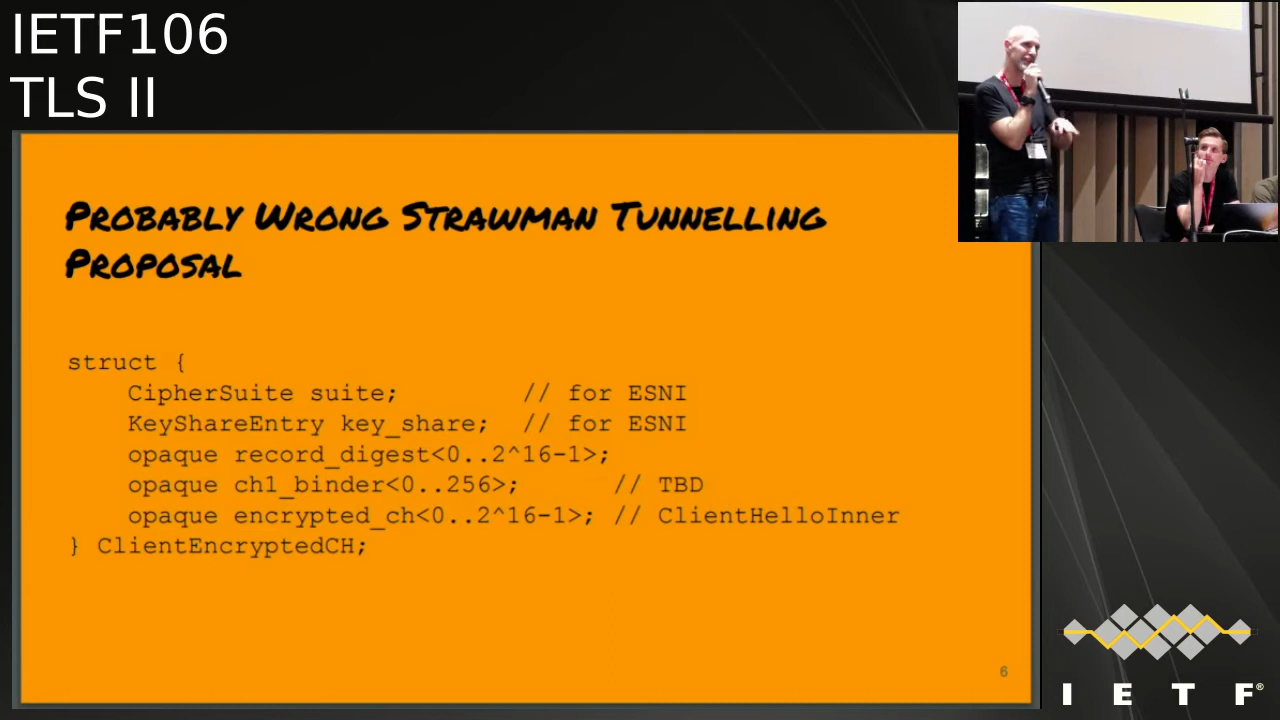 IETF106
TLS II
PROBABLY WRONG STRAWMAN TUNNELLING
PROPOSAL
struct {
    CipherSuite suite;        // for ESNI
    KeyShareEntry key_share;  // for ESNI
    opaque record_digest<0..2^16-1>;
    opaque ch1_binder<0..256>;      // TBD
    opaque encrypted_ch<0..2^16-1>; // ClientHelloInner
} ClientEncryptedCH;
6
I E T F®